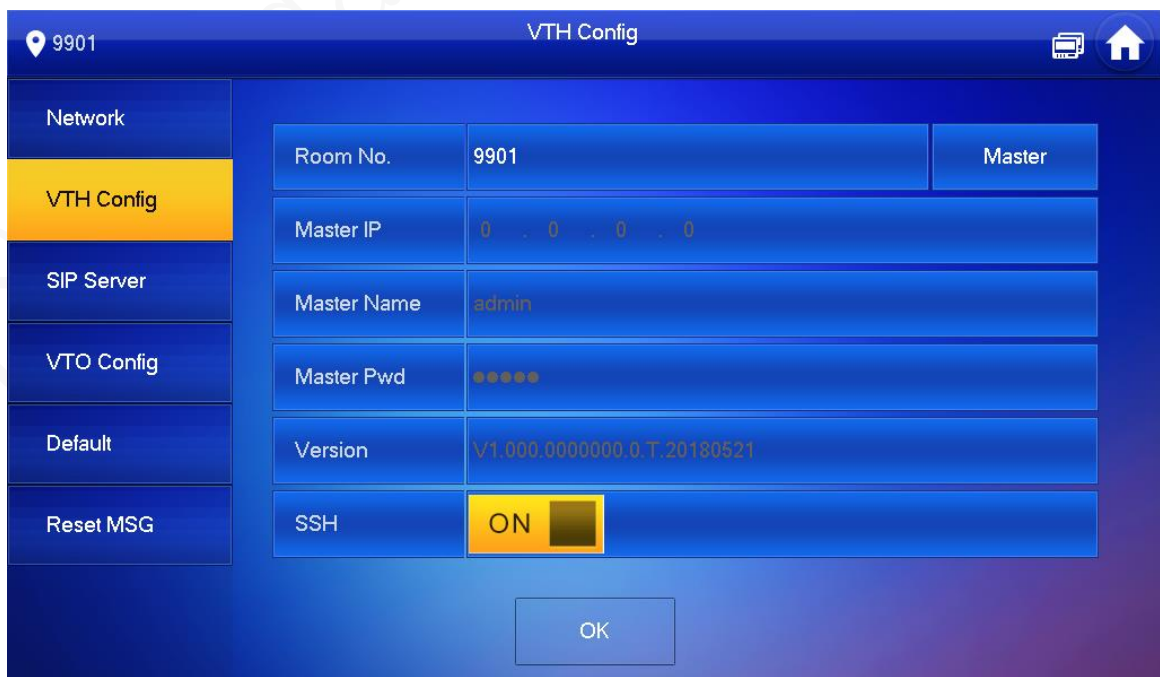 9901
VTH Config
Network
VTH Config
SIP Server
VTO Config
Default
Reset MSG
Room No. 9901 Master
Master IP 0 . 0 . 0 . 0
Master Name admin
Master Pwd ●●●●●
Version V1.000.0000000.0.T.20180521
SSH ON
OK